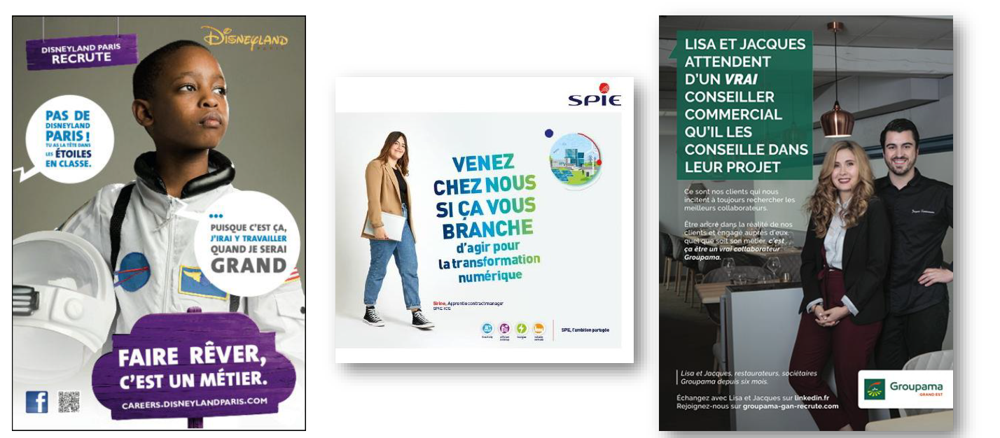 DISNEYLAND PARIS
RECRUTE
DISNEYLAND
PARIS
PAS DE
DISNEYLAND
PARIS !
TU AS LA TÊTE DANS
LES ÉTOILES
EN CLASSE.
...
PUISQUE C'EST ÇA,
J'IRAI Y TRAVAILLER
QUAND JE SERAI
GRAND
FAIRE RÊVER,
C'EST UN MÉTIER.
CAREERS.DISNEYLANDPARIS.COM
f
SPIE
VENEZ
CHEZ NOUS
SI ÇA VOUS
BRANCHE
d'agir pour
la transformation
numérique
Sirine, Apprentie contract manager
SPIE ICS
SPIE, l'ambition partagée
LISA ET JACQUES
ATTENDENT
D'UN VRAI
CONSEILLER
COMMERCIAL
QU'IL LES
CONSEILLE DANS
LEUR PROJET
Ce sont nos clients qui nous
incitent à toujours rechercher les
meilleurs collaborateurs.
Être ancré dans la réalité de nos
clients et engagé auprès d'eux,
quel que soit son métier, c'est
ça être un vrai collaborateur
Groupama.
Lisa et Jacques, restaurateurs, sociétaires
Groupama depuis six mois.
Échangez avec Lisa et Jacques sur linkedin.fr
Rejoignez-nous sur groupama-gan-recrute.com
Groupama
GRAND EST